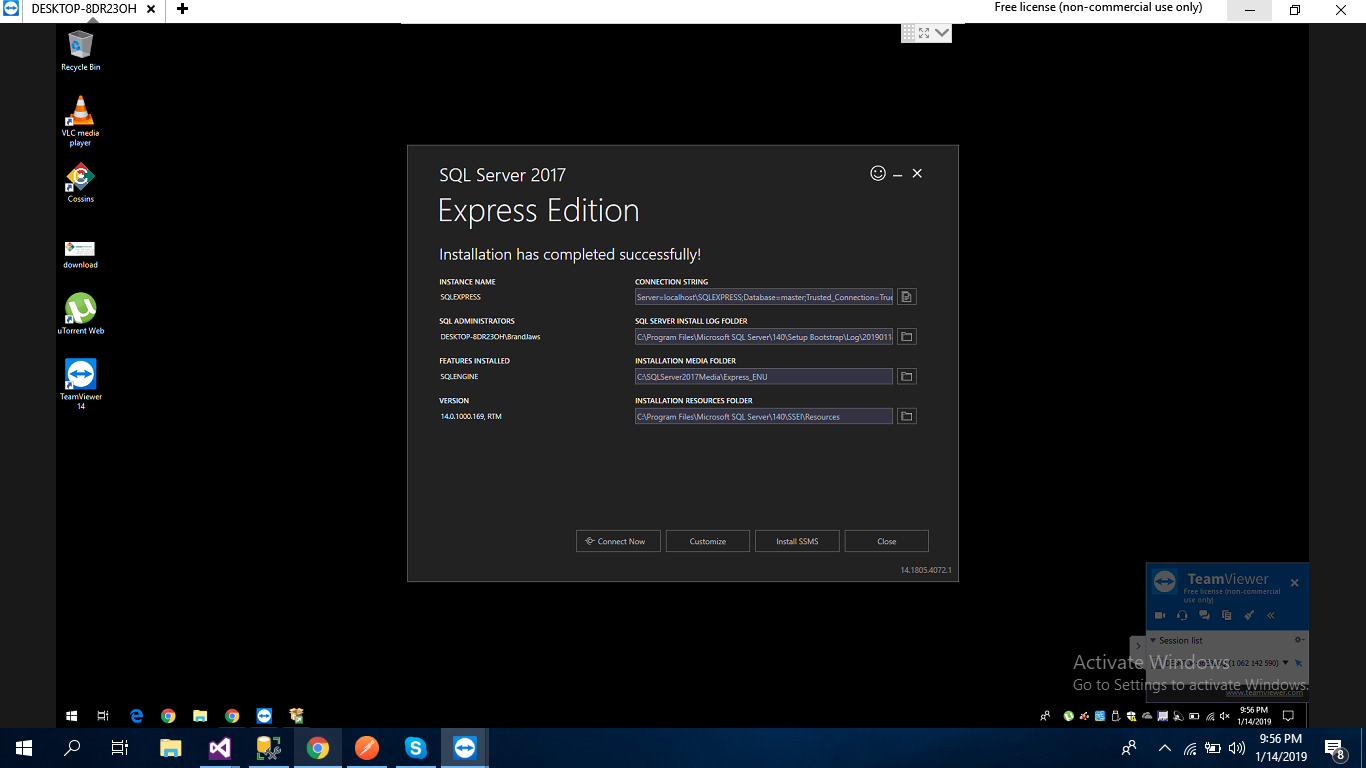 DESKTOP-8DR23OH
Free license (non-commercial use only)
Recycle Bin
VLC media
player
Cossins
download
uTorrent Web
TeamViewer
14
SQL Server 2017
Express Edition
Installation has completed successfully!
INSTANCE NAME
SQLEXPRESS
CONNECTION STRING
Server=localhost\SQLEXPRESS;Database=master;Trusted_Connection=True
SQL ADMINISTRATORS
DESKTOP-8DR23OH\BrandJaws
SQL SERVER INSTALL LOG FOLDER
C:\Program Files\Microsoft SQL Server\140\Setup Bootstrap\Log\2019011
FEATURES INSTALLED
SQLENGINE
INSTALLATION MEDIA FOLDER
C:\SQLServer2017Media\Express_ENU
VERSION
14.0.1000.169, RTM
INSTALLATION RESOURCES FOLDER
C:\Program Files\Microsoft SQL Server\140\SSEI\Resources
Connect Now
Customize
Install SSMS
Close
14.1805.4072.1
TeamViewer
Free license (non-commercial
use only)
Session list
(1 062 142 590)
www.teamviewer.com
Activate Windows
Go to Settings to activate Windows.
9:56 PM
1/14/2019
9:56 PM
1/14/2019
8